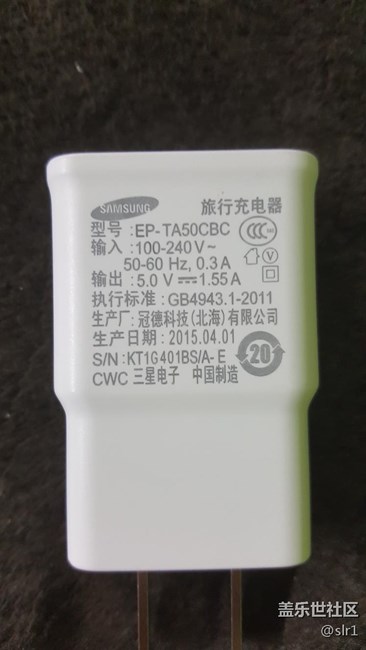 SAMSUNG
旅行充电器
型号 :EP-TA50CBC
输入 :100-240 V~
50-60 Hz, 0.3 A
输出 :5.0 V⎓1.55 A
执行标准 :GB4943.1-2011
生产厂 :冠德科技(北海)有限公司
生产日期 :2015.04.01
S/N:KT1G401BS/A-E
CWC 三星电子 中国制造
CCC
V
20
盖乐世社区
@slr1